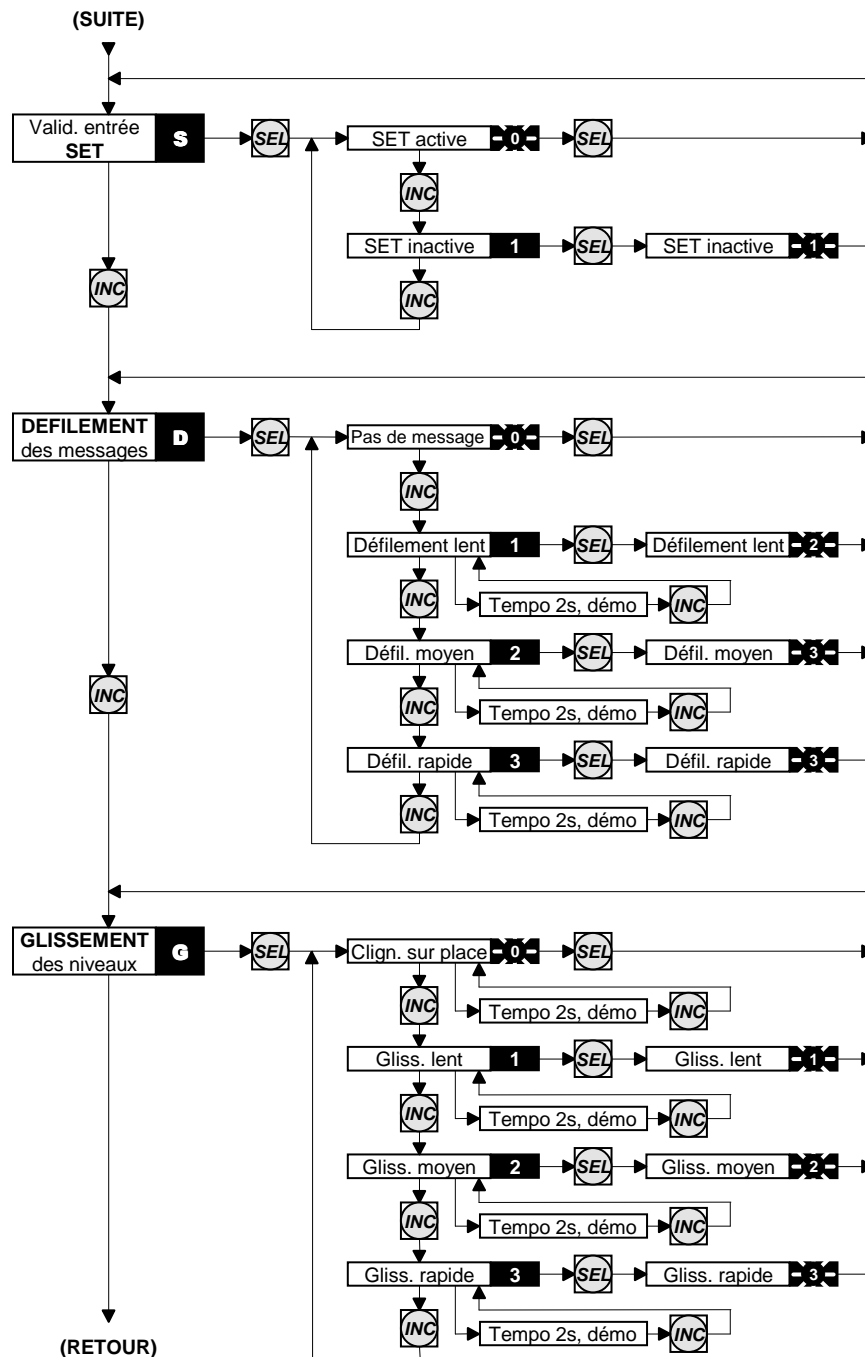 (SUITE)
Valid. entrée
SET
S
SEL
SET active
0
SEL
INC
SET inactive
1
SEL
SET inactive
1
INC
INC
DEFILEMENT
des messages
D
SEL
Pas de message
0
SEL
INC
Défilement lent
1
SEL
Défilement lent
2
INC
Tempo 2s, démo
INC
Défil. moyen
2
SEL
Défil. moyen
3
INC
INC
Tempo 2s, démo
INC
Défil. rapide
3
SEL
Défil. rapide
3
INC
Tempo 2s, démo
INC
GLISSEMENT
des niveaux
G
SEL
Clign. sur place
0
SEL
INC
Tempo 2s, démo
INC
Gliss. lent
1
SEL
Gliss. lent
1
INC
Tempo 2s, démo
INC
Gliss. moyen
2
SEL
Gliss. moyen
2
INC
Tempo 2s, démo
INC
Gliss. rapide
3
SEL
Gliss. rapide
3
INC
Tempo 2s, démo
INC
(RETOUR)